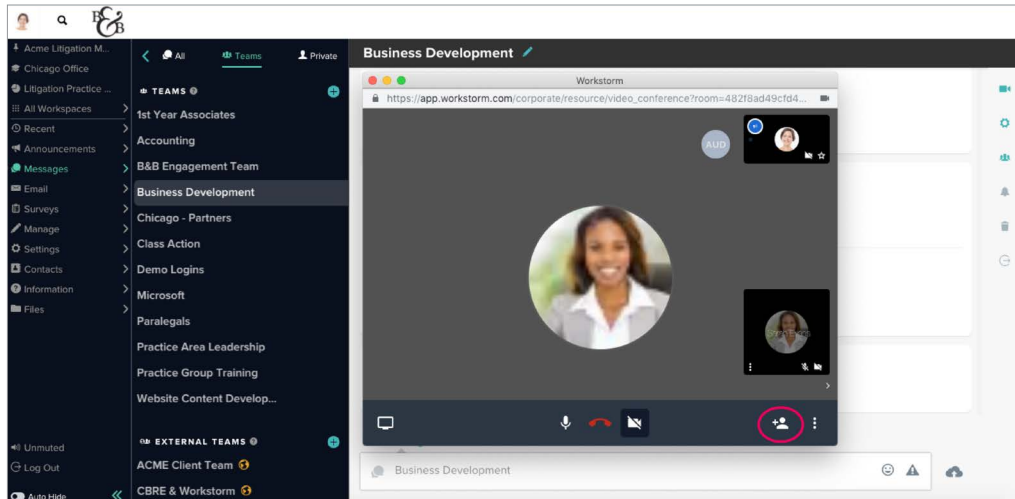 B&B
Acme Litigation M...
Chicago Office
Litigation Practice ...
All Workspaces
Recent
Announcements
Messages
Email
Surveys
Manage
Settings
Contacts
Information
Files
Unmuted
Log Out
Auto Hide
All
Teams
Private
TEAMS
1st Year Associates
Accounting
B&B Engagement Team
Business Development
Chicago - Partners
Class Action
Demo Logins
Microsoft
Paralegals
Practice Area Leadership
Practice Group Training
Website Content Develop...
EXTERNAL TEAMS
ACME Client Team
CBRE & Workstorm
Business Development
Workstorm
https://app.workstorm.com/corporate/resource/video_conference?room=482f8ad49cfd4...
AUD
Business Development